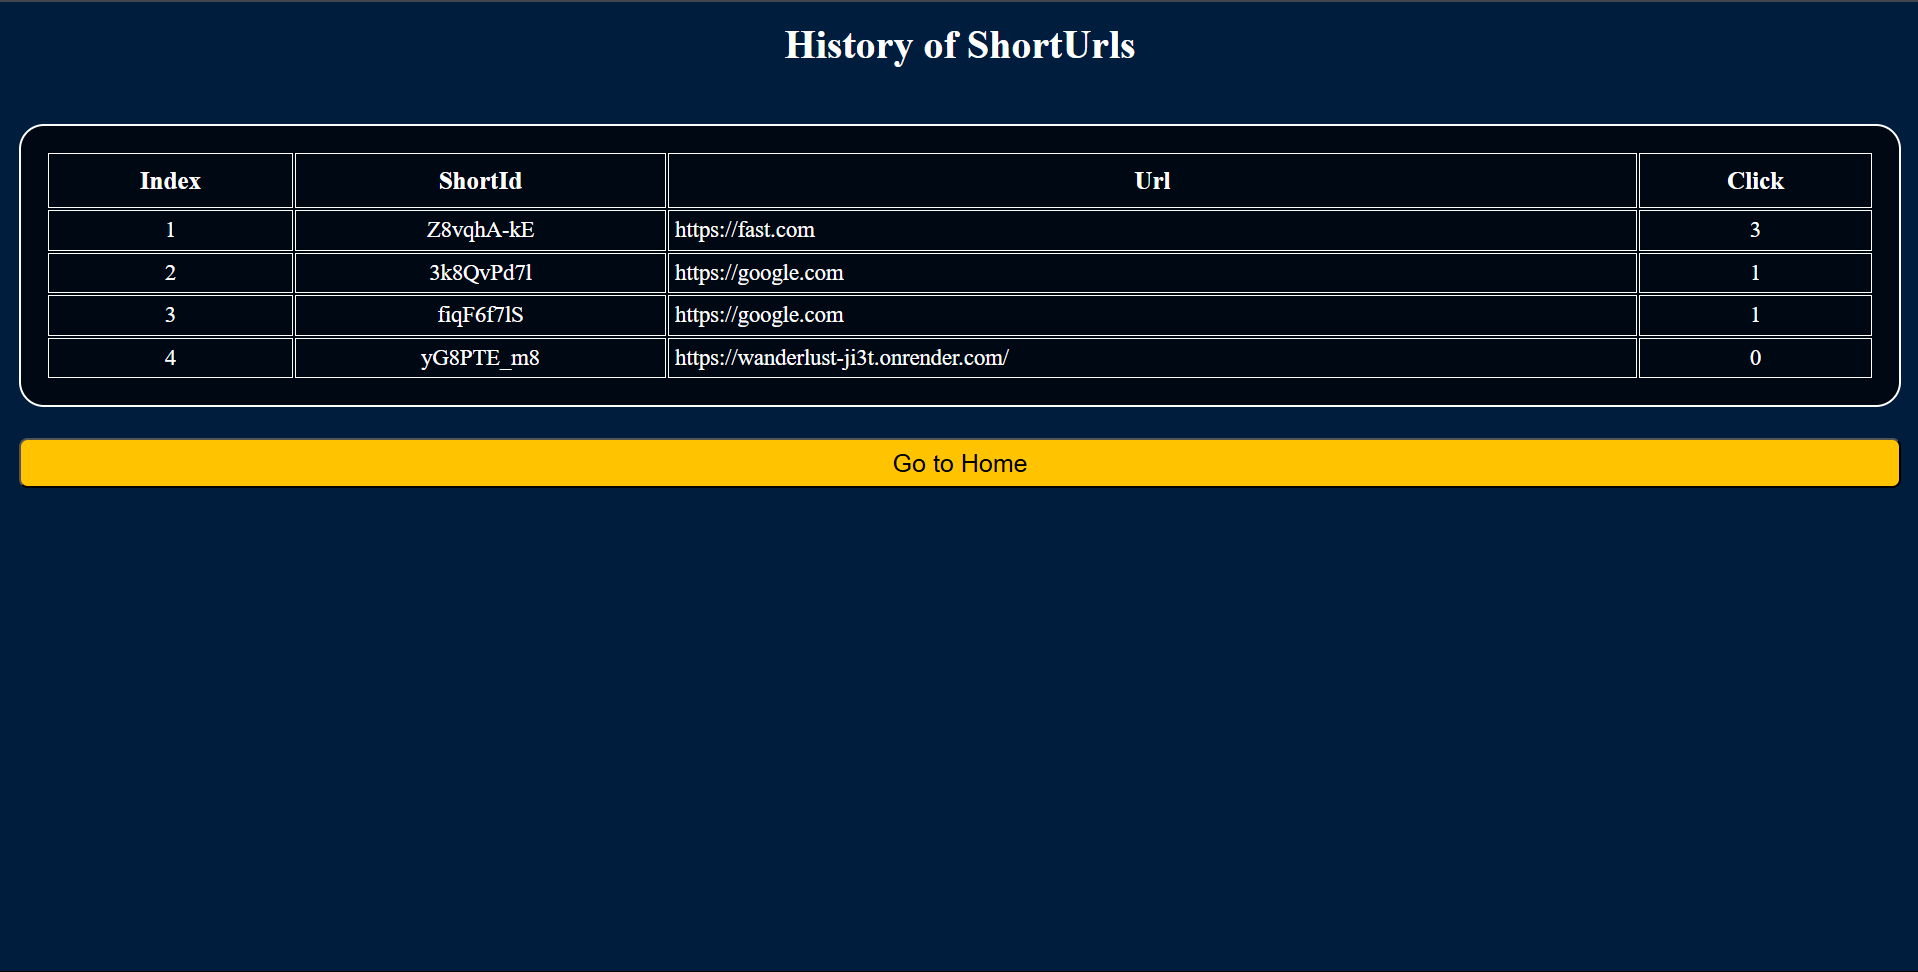 History of ShortUrls
Index ShortId Url Click
1 Z8vqhA-kE https://fast.com 3
2 3k8QvPd7l https://google.com 1
3 fiqF6f7lS https://google.com 1
4 yG8PTE_m8 https://wanderlust-ji3t.onrender.com/ 0
Go to Home